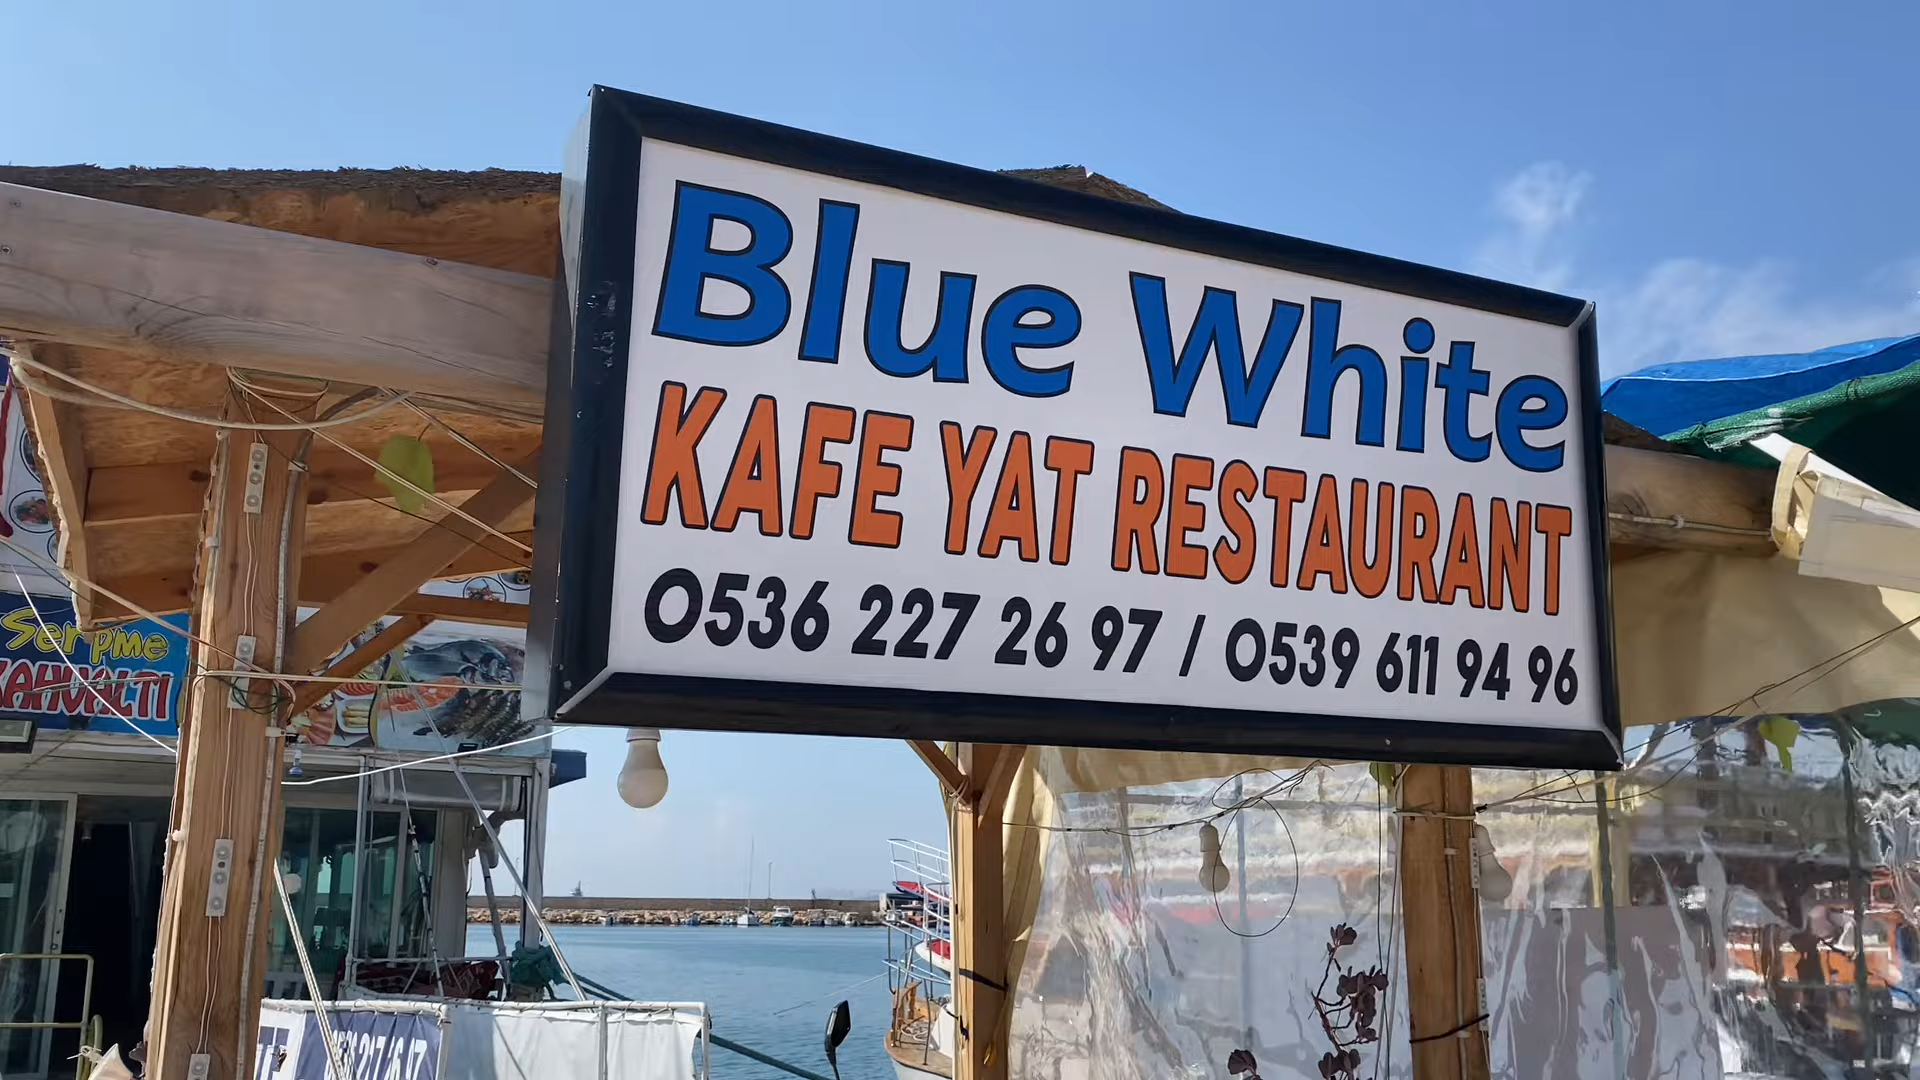 Blue White
KAFE YAT RESTAURANT
0536 227 26 97 / 0539 611 94 96
Serpme
KAHVALTI